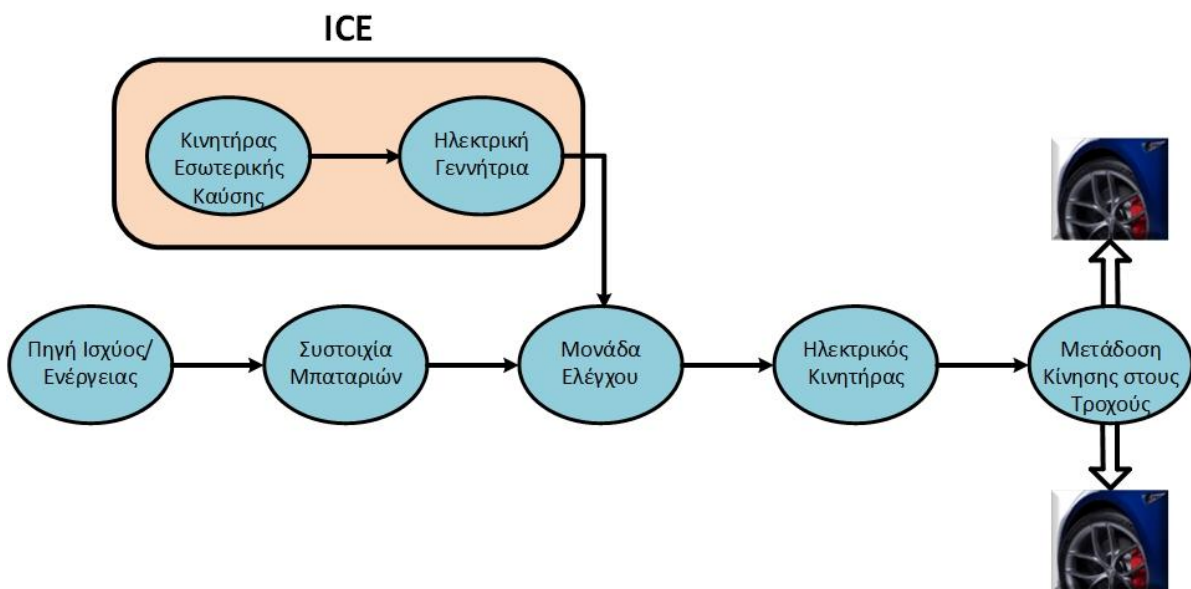 ICE
Κινητήρας
Εσωτερικής
Καύσης
Ηλεκτρική
Γεννήτρια
Πηγή Ισχύος/
Ενέργειας
Συστοιχία
Μπαταριών
Μονάδα
Ελέγχου
Ηλεκτρικός
Κινητήρας
Μετάδοση
Κίνησης στους
Τροχούς